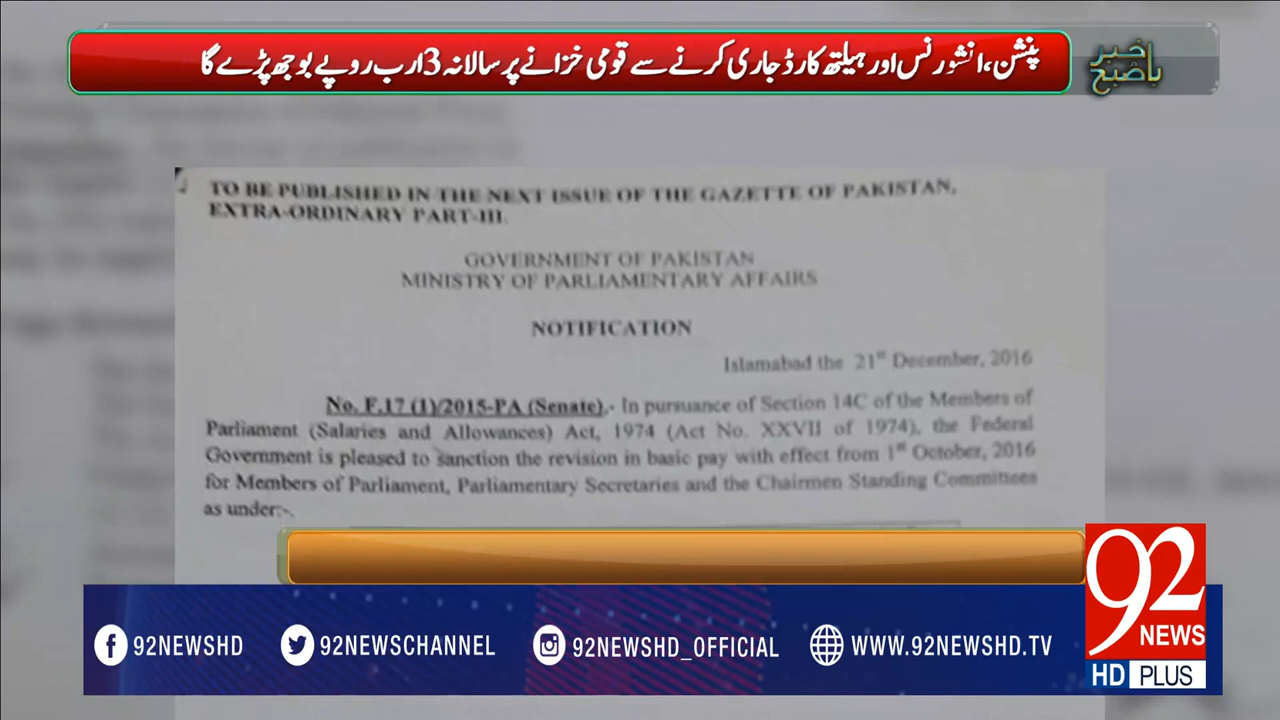 پنشن، انشورنس اور ہیلتھ کارڈ جاری کرنے سے قومی خزانے پر سالانہ 3 ارب روپے بوجھ پڑے گا
باخبر صبح
TO BE PUBLISHED IN THE NEXT ISSUE OF THE GAZETTE OF PAKISTAN,
EXTRA-ORDINARY PART-III.
GOVERNMENT OF PAKISTAN
MINISTRY OF PARLIAMENTARY AFFAIRS
NOTIFICATION
Islamabad the 21st December, 2016
No. F.17 (1)/2015-PA (Senate).- In pursuance of Section 14C of the Members of
Parliament (Salaries and Allowances) Act, 1974 (Act No. XXVII of 1974), the Federal
Government is pleased to sanction the revision in basic pay with effect from 1st October, 2016
for Members of Parliament, Parliamentary Secretaries and the Chairmen Standing Committees
as under:-.
92 NEWS
HD PLUS
92NEWSHD
92NEWSCHANNEL
92NEWSHD_OFFICIAL
WWW.92NEWSHD.TV